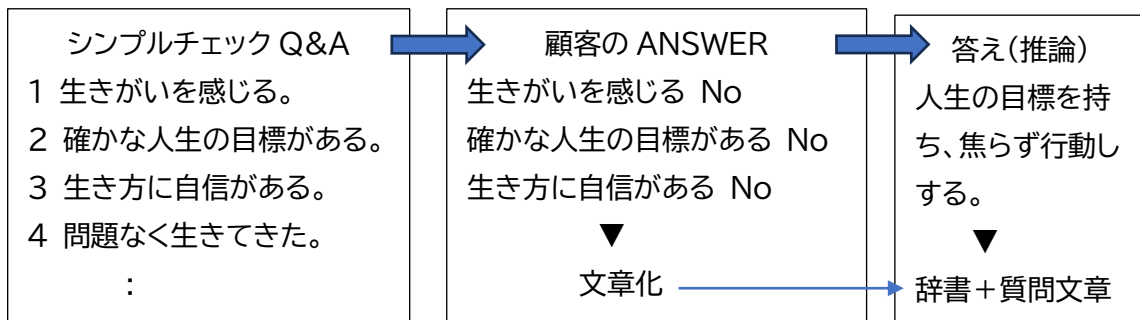 シンプルチェック Q&A
1 生きがいを感じる。
2 確かな人生の目標がある。
3 生き方に自信がある。
4 問題なく生きてきた。
：
顧客の ANSWER
生きがいを感じる No
確かな人生の目標がある No
生き方に自信がある No
▼
文章化
答え(推論)
人生の目標を持
ち、焦らず行動し
する。
▼
辞書＋質問文章